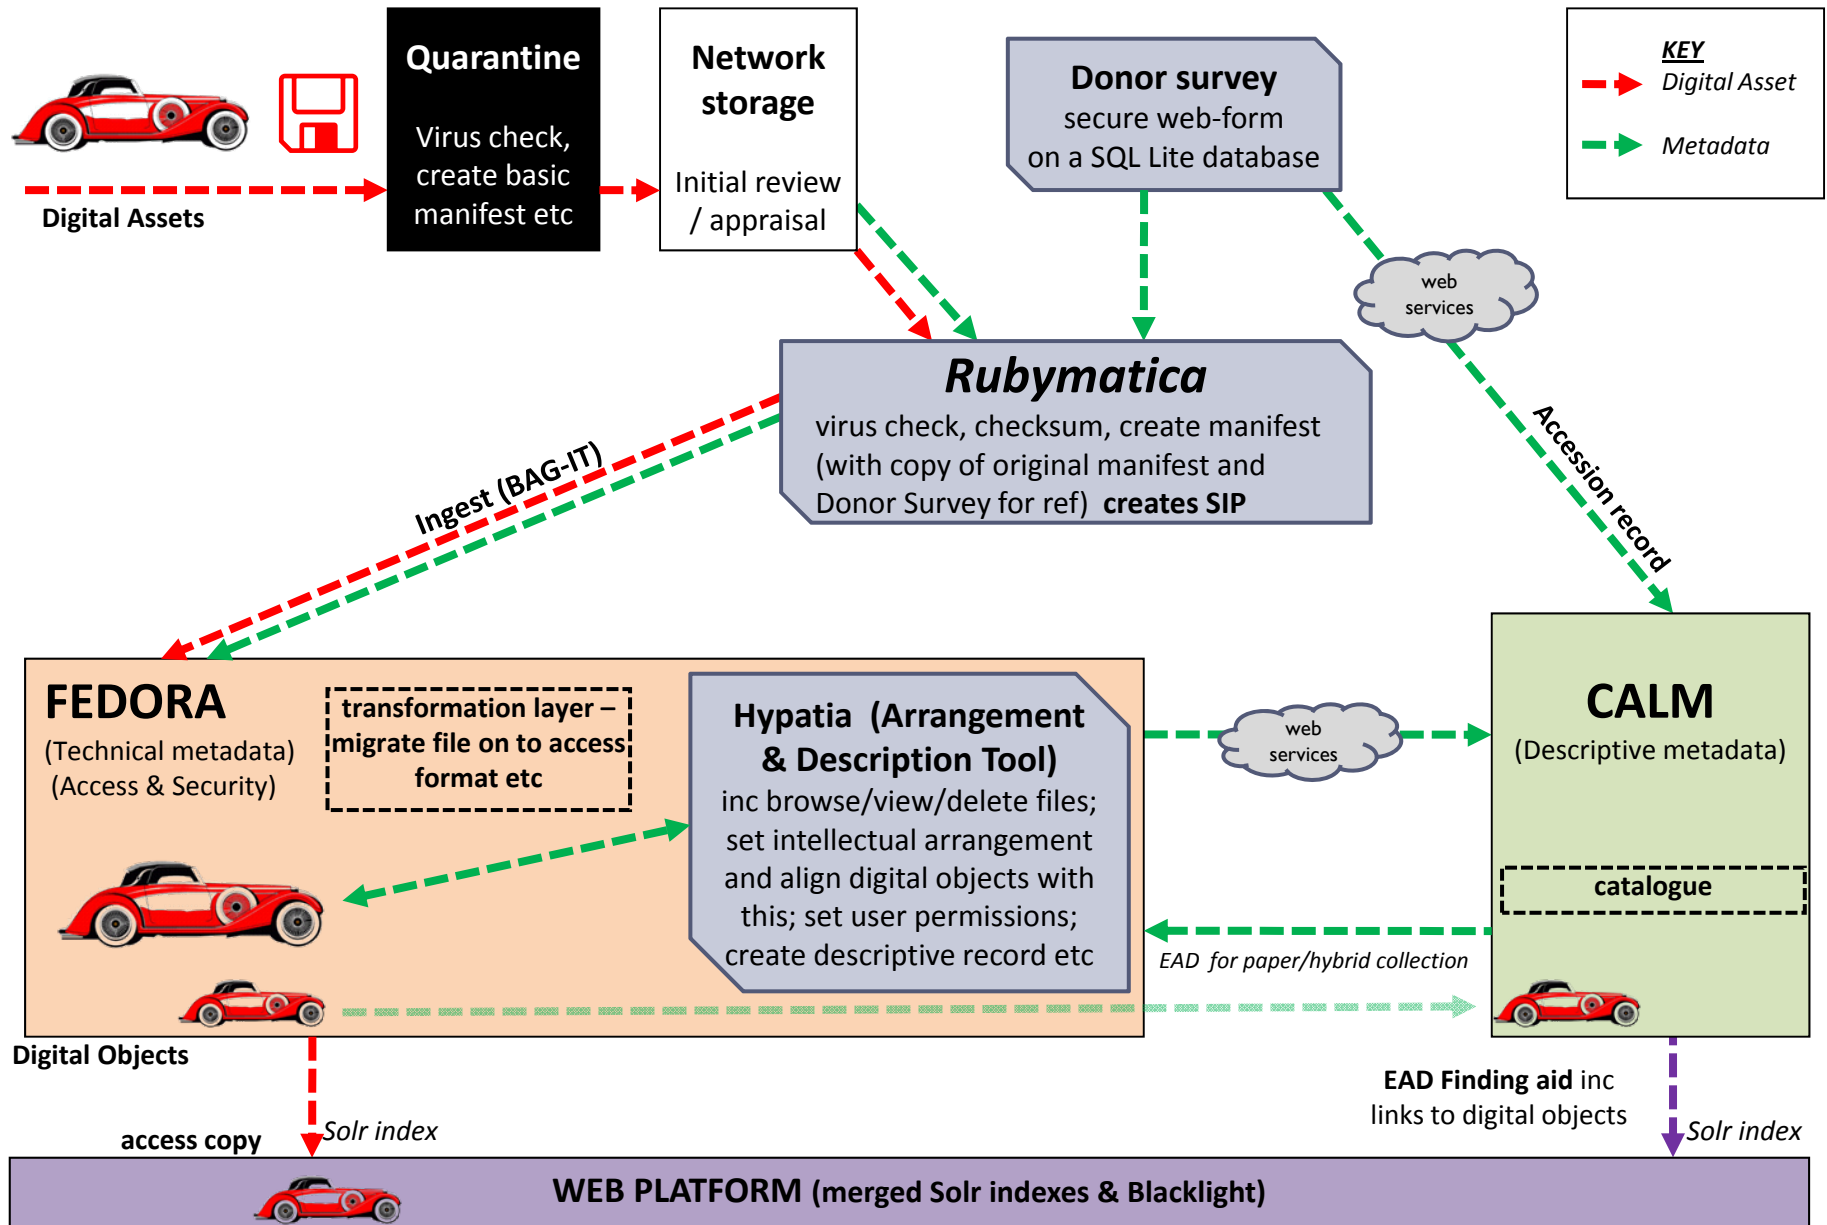 Digital Assets
Quarantine
Virus check,
create basic
manifest etc
Network
storage
Initial review
/ appraisal
Donor survey
secure web-form
on a SQL Lite database
KEY
Digital Asset
Metadata
web
services
Rubymatica
virus check, checksum, create manifest
(with copy of original manifest and
Donor Survey for ref) creates SIP
Ingest (BAG-IT)
Accession record
FEDORA
(Technical metadata)
(Access & Security)
transformation layer –
migrate file on to access
format etc
Hypatia (Arrangement
& Description Tool)
inc browse/view/delete files;
set intellectual arrangement
and align digital objects with
this; set user permissions;
create descriptive record etc
web
services
CALM
(Descriptive metadata)
catalogue
EAD for paper/hybrid collection
Digital Objects
access copy
Solr index
EAD Finding aid inc
links to digital objects
Solr index
WEB PLATFORM (merged Solr indexes & Blacklight)